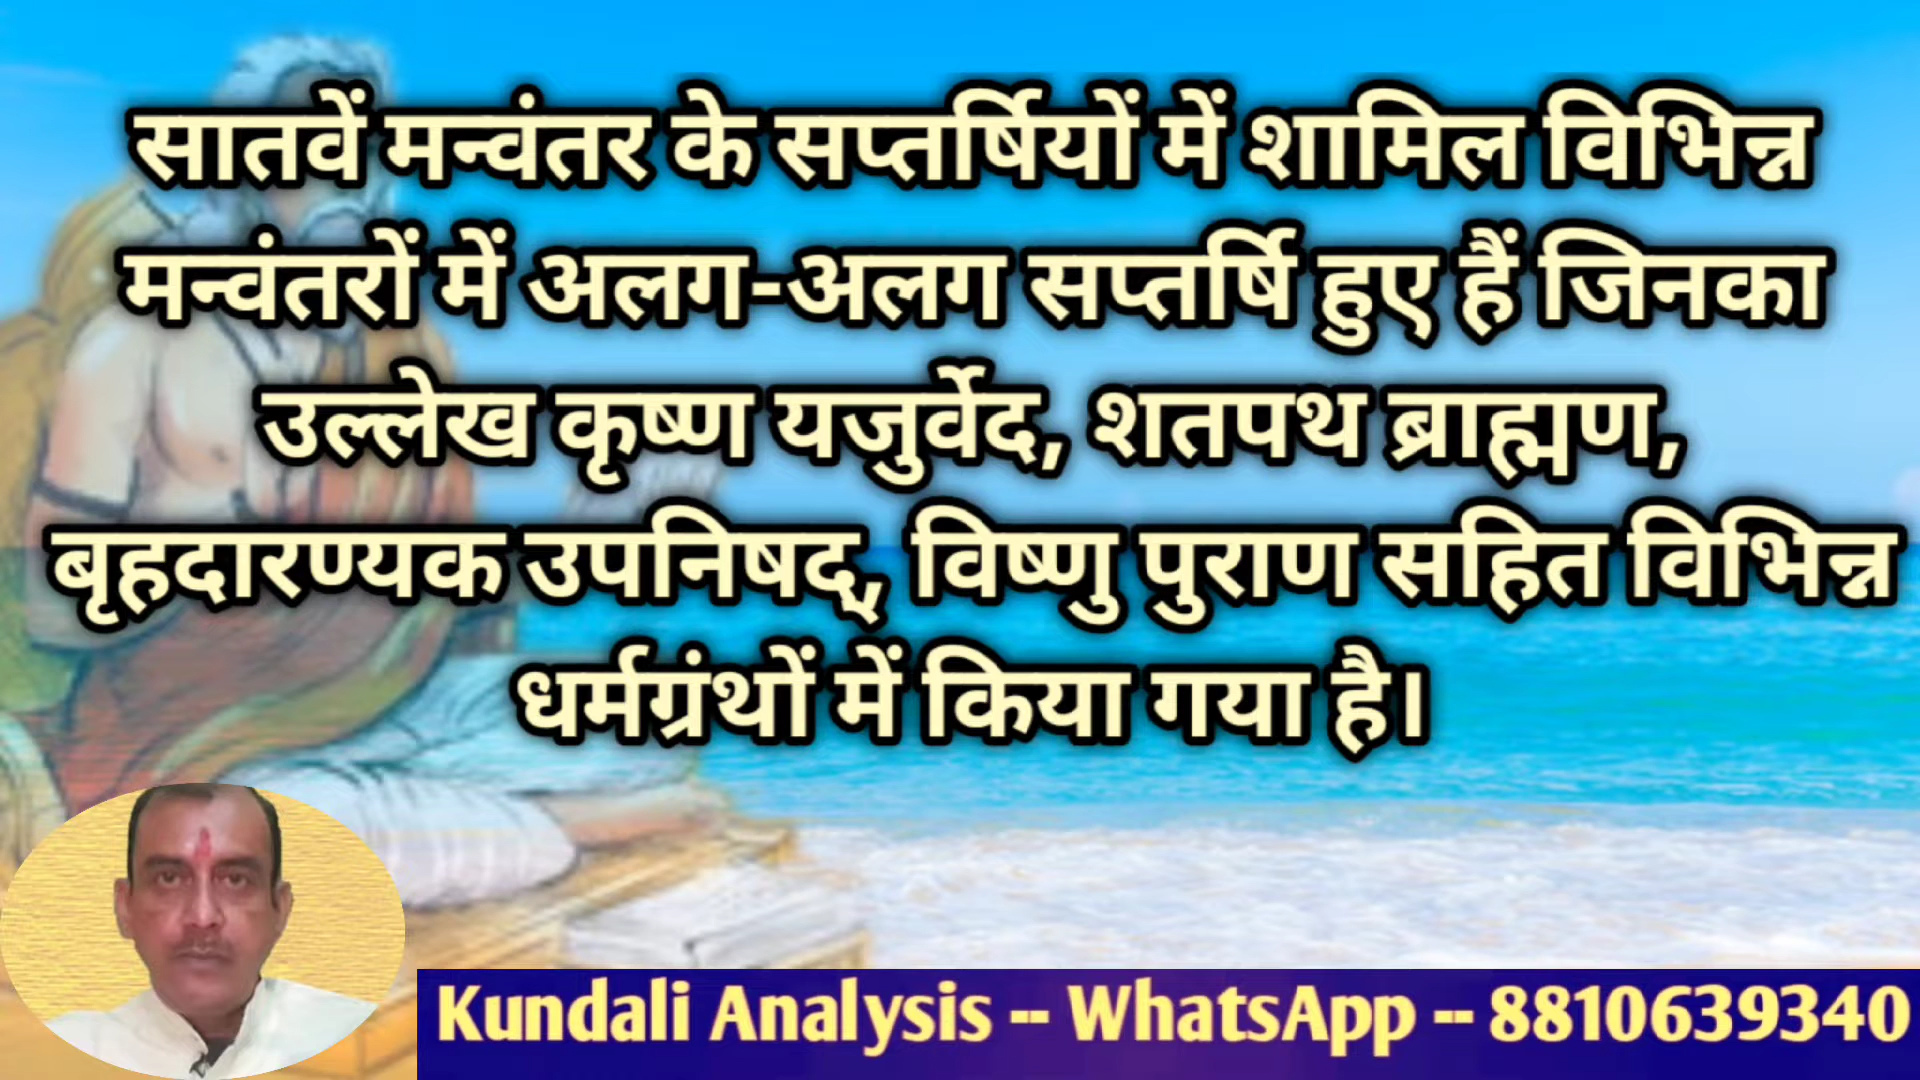 सातवें मन्वंतर के सप्तर्षियों में शामिल विभिन्न
मन्वंतरों में अलग-अलग सप्तर्षि हुए हैं जिनका
उल्लेख कृष्ण यजुर्वेद, शतपथ ब्राह्मण,
बृहदारण्यक उपनिषद्, विष्णु पुराण सहित विभिन्न
धर्मग्रंथों में किया गया है।
Kundali Analysis -- WhatsApp -- 8810639340